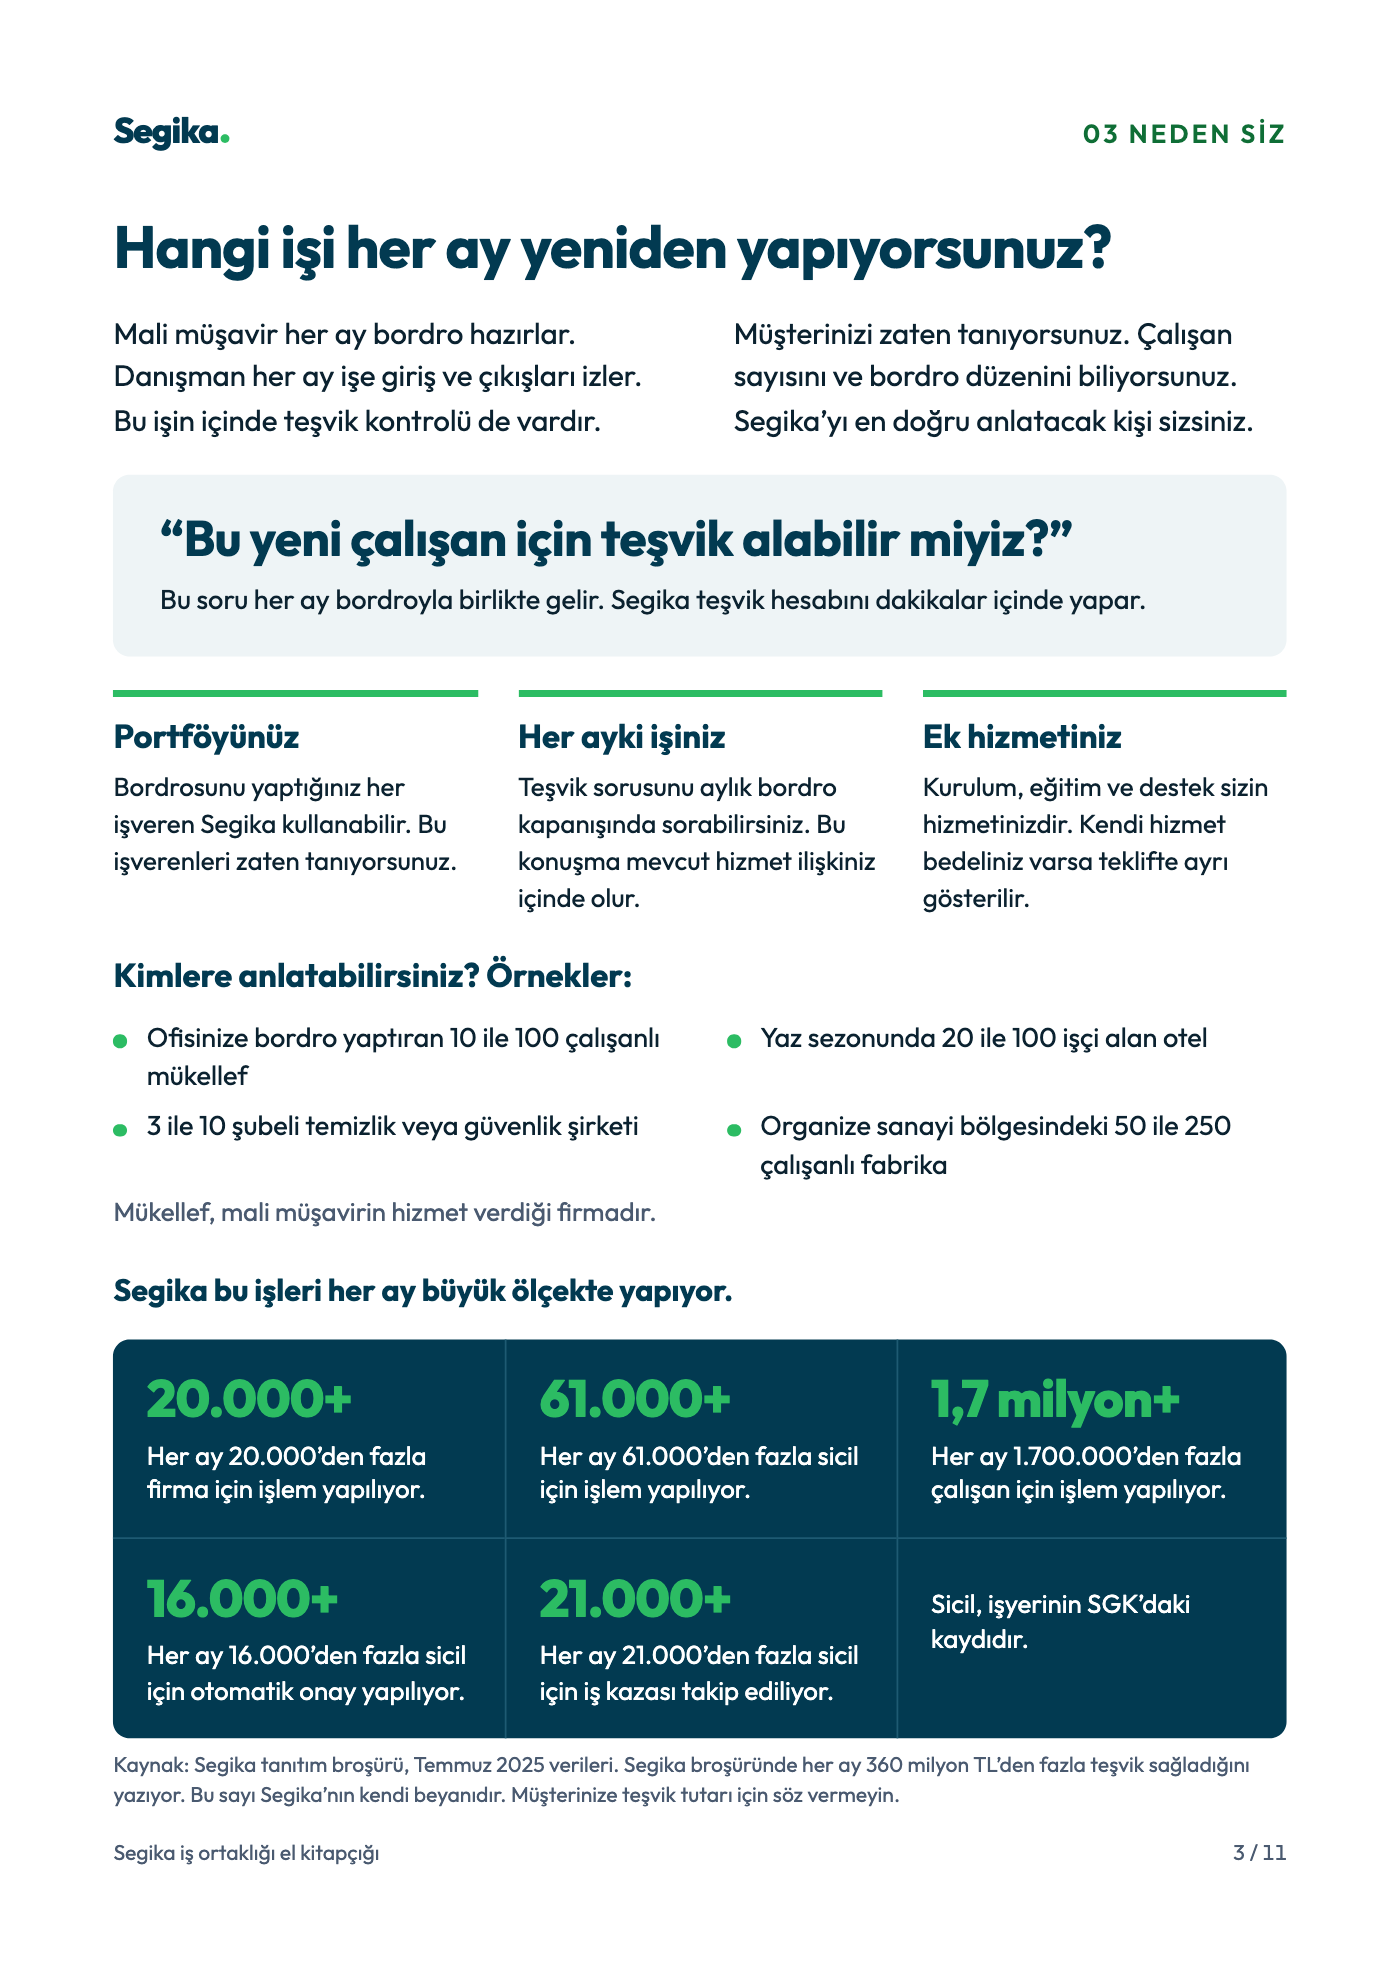 Segika.
03 NEDEN SİZ
Hangi işi her ay yeniden yapıyorsunuz?
Mali müşavir her ay bordro hazırlar.
Danışman her ay işe giriş ve çıkışları izler.
Bu işin içinde teşvik kontrolü de vardır.
Müşterinizi zaten tanıyorsunuz. Çalışan
sayısını ve bordro düzenini biliyorsunuz.
Segika’yı en doğru anlatacak kişi sizsiniz.
“Bu yeni çalışan için teşvik alabilir miyiz?”
Bu soru her ay bordroyla birlikte gelir. Segika teşvik hesabını dakikalar içinde yapar.
Portföyünüz
Bordrosunu yaptığınız her
işveren Segika kullanabilir. Bu
işverenleri zaten tanıyorsunuz.
Her ayki işiniz
Teşvik sorusunu aylık bordro
kapanışında sorabilirsiniz. Bu
konuşma mevcut hizmet ilişkiniz
içinde olur.
Ek hizmetiniz
Kurulum, eğitim ve destek sizin
hizmetinizdir. Kendi hizmet
bedeliniz varsa teklifte ayrı
gösterilir.
Kimlere anlatabilirsiniz? Örnekler:
Ofisinize bordro yaptıran 10 ile 100 çalışanlı
mükellef
Yaz sezonunda 20 ile 100 işçi alan otel
3 ile 10 şubeli temizlik veya güvenlik şirketi
Organize sanayi bölgesindeki 50 ile 250
çalışanlı fabrika
Mükellef, mali müşavirin hizmet verdiği firmadır.
Segika bu işleri her ay büyük ölçekte yapıyor.
20.000+
Her ay 20.000’den fazla
firma için işlem yapılıyor.
61.000+
Her ay 61.000’den fazla sicil
için işlem yapılıyor.
1,7 milyon+
Her ay 1.700.000’den fazla
çalışan için işlem yapılıyor.
16.000+
Her ay 16.000’den fazla sicil
için otomatik onay yapılıyor.
21.000+
Her ay 21.000’den fazla sicil
için iş kazası takip ediliyor.
Sicil, işyerinin SGK’daki
kaydıdır.
Kaynak: Segika tanıtım broşürü, Temmuz 2025 verileri. Segika broşüründe her ay 360 milyon TL’den fazla teşvik sağladığını
yazıyor. Bu sayı Segika’nın kendi beyanıdır. Müşterinize teşvik tutarı için söz vermeyin.
Segika iş ortaklığı el kitapçığı
3 / 11